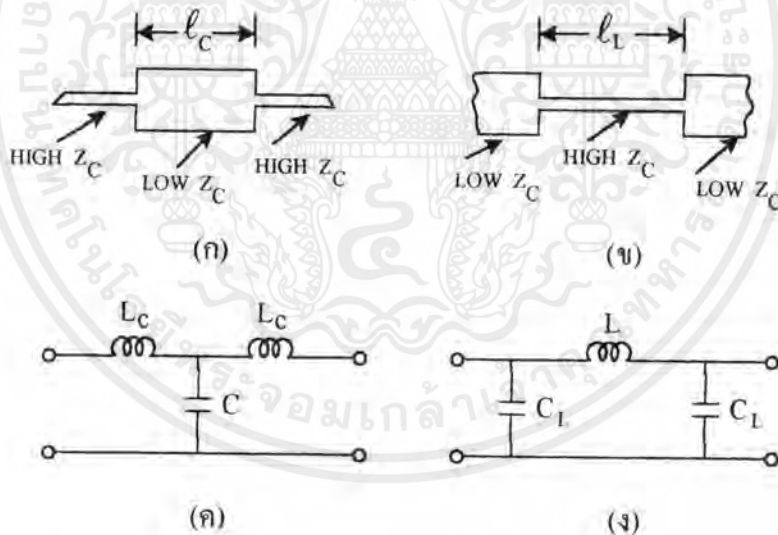 ℓC
ℓL
HIGH ZC
LOW ZC
HIGH ZC
LOW ZC
HIGH ZC
LOW ZC
(ก)
(ข)
LC
LC
C
L
CL
CL
(ค)
(ง)